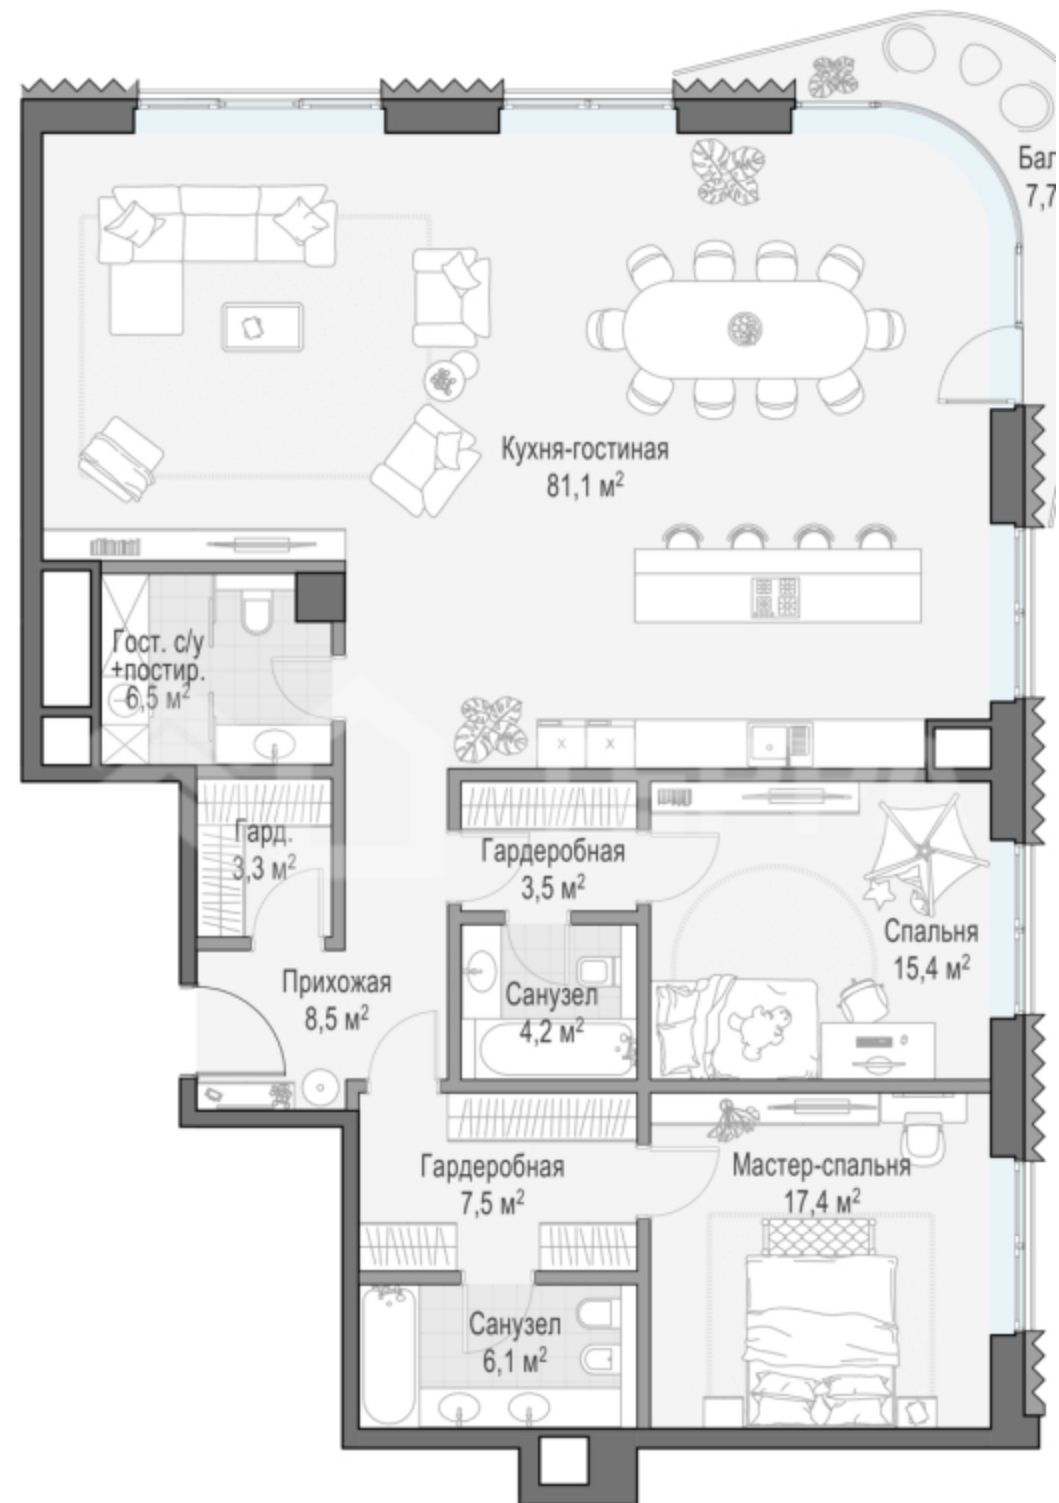 Бал
7,7
Кухня-гостиная
81,1 м²
Гост. с/у
+постир.
6,5 м²
Гард.
3,3 м²
Гардеробная
3,5 м²
Спальня
15,4 м²
Прихожая
8,5 м²
Санузел
4,2 м²
Гардеробная
7,5 м²
Мастер-спальня
17,4 м²
Санузел
6,1 м²